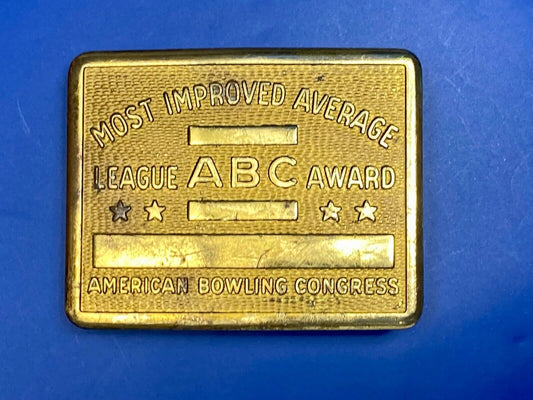 MOST IMPROVED AVERAGE
LEAGUE ABC AWARD
AMERICAN BOWLING CONGRESS